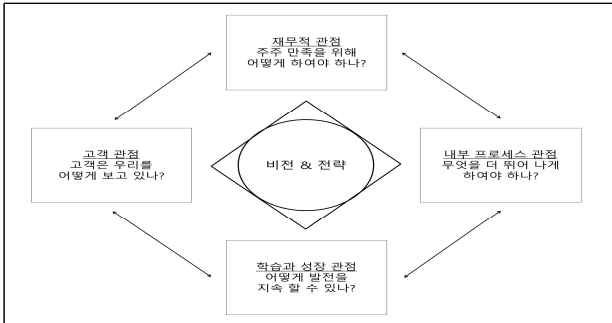 재무적 관점
주주 만족을 위해
어떻게 하여야 하나?
고객 관점
고객은 우리를
어떻게 보고 있나?
비전 & 전략
내부 프로세스 관점
무엇을 더 뛰어 나게
하여야 하나?
학습과 성장 관점
어떻게 발전을
지속 할 수 있나?